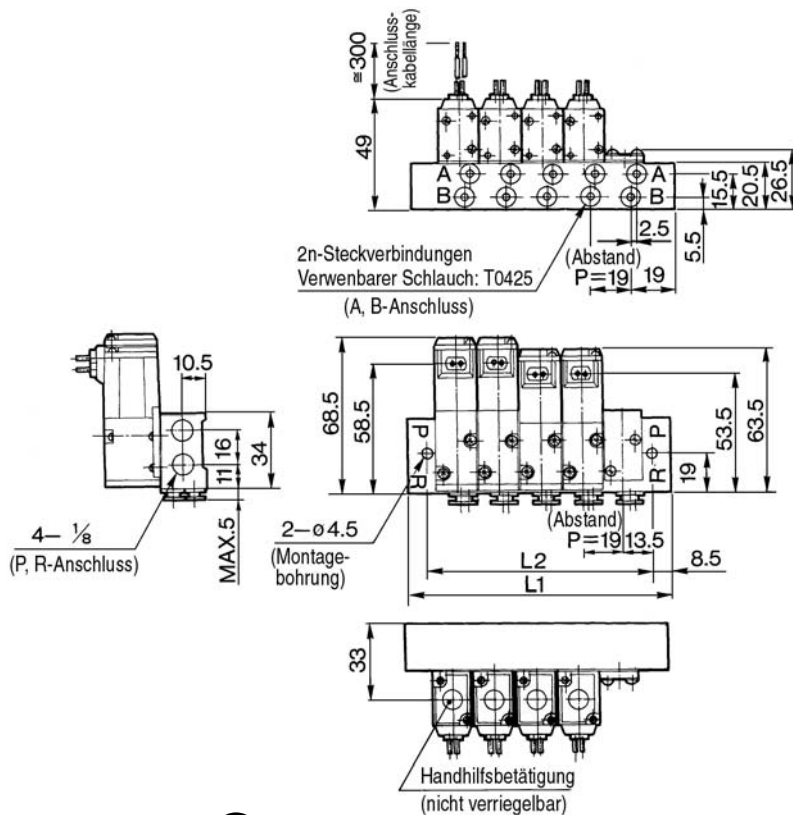 ≅300
(Anschluss-
kabellänge)
49
A
A
B
B
15.5
20.5
26.5
5.5
2.5
(Abstand)
P=19
19
2n-Steckverbindungen
Verwenbarer Schlauch: T0425
(A, B-Anschluss)
10.5
16
11
34
MAX.5
4– 1/8
(P, R-Anschluss)
68.5
58.5
P
R
P
R
19
53.5
63.5
2–ø4.5
(Montage-
bohrung)
(Abstand)
P=19
13.5
8.5
L2
L1
33
Handhilfsbetätigung
(nicht verriegelbar)